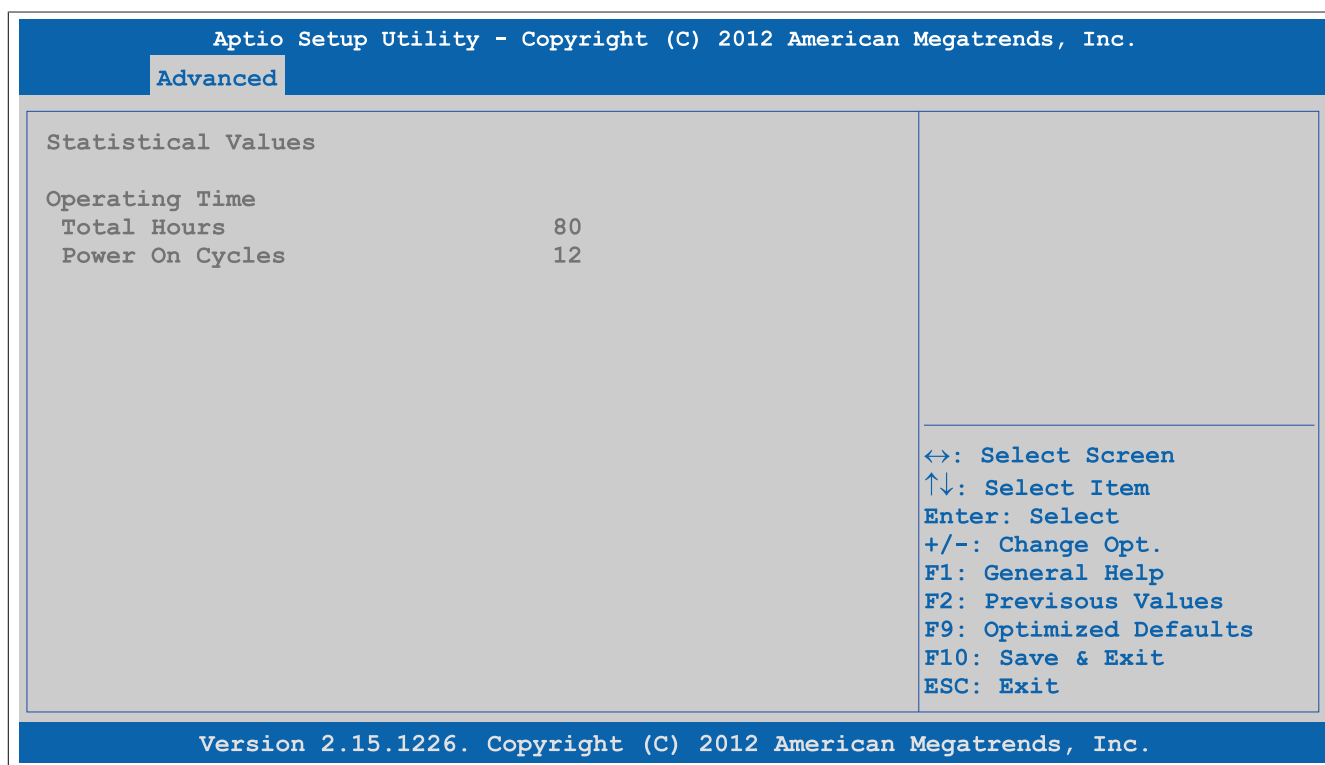 Aptio Setup Utility - Copyright (C) 2012 American Megatrends, Inc.
Advanced
Statistical Values
Operating Time
Total Hours 80
Power On Cycles 12
↔: Select Screen
↑↓: Select Item
Enter: Select
+/-: Change Opt.
F1: General Help
F2: Previsous Values
F9: Optimized Defaults
F10: Save & Exit
ESC: Exit
Version 2.15.1226. Copyright (C) 2012 American Megatrends, Inc.